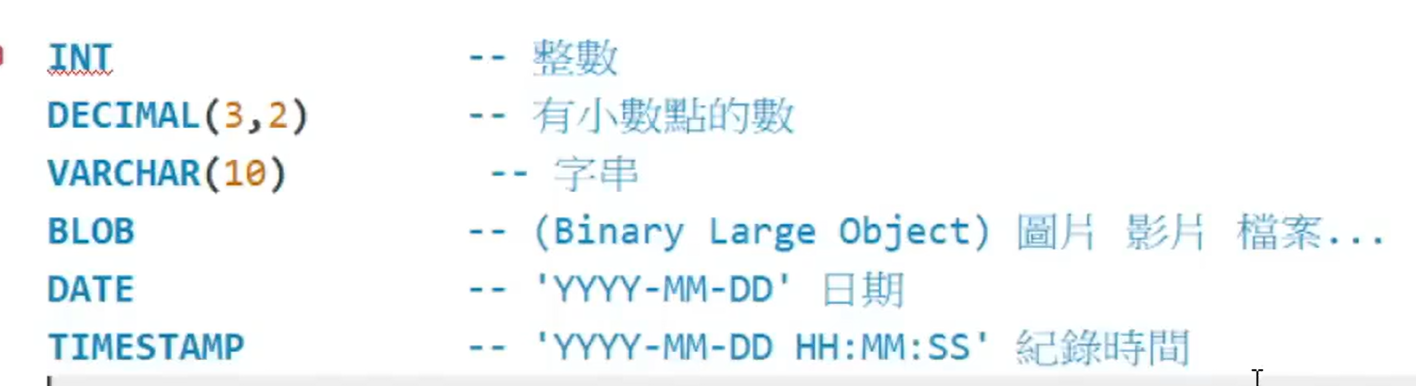 INT -- 整數
DECIMAL(3,2) -- 有小數點的數
VARCHAR(10) -- 字串
BLOB -- (Binary Large Object) 圖片 影片 檔案...
DATE -- 'YYYY-MM-DD' 日期
TIMESTAMP -- 'YYYY-MM-DD HH:MM:SS' 紀錄時間